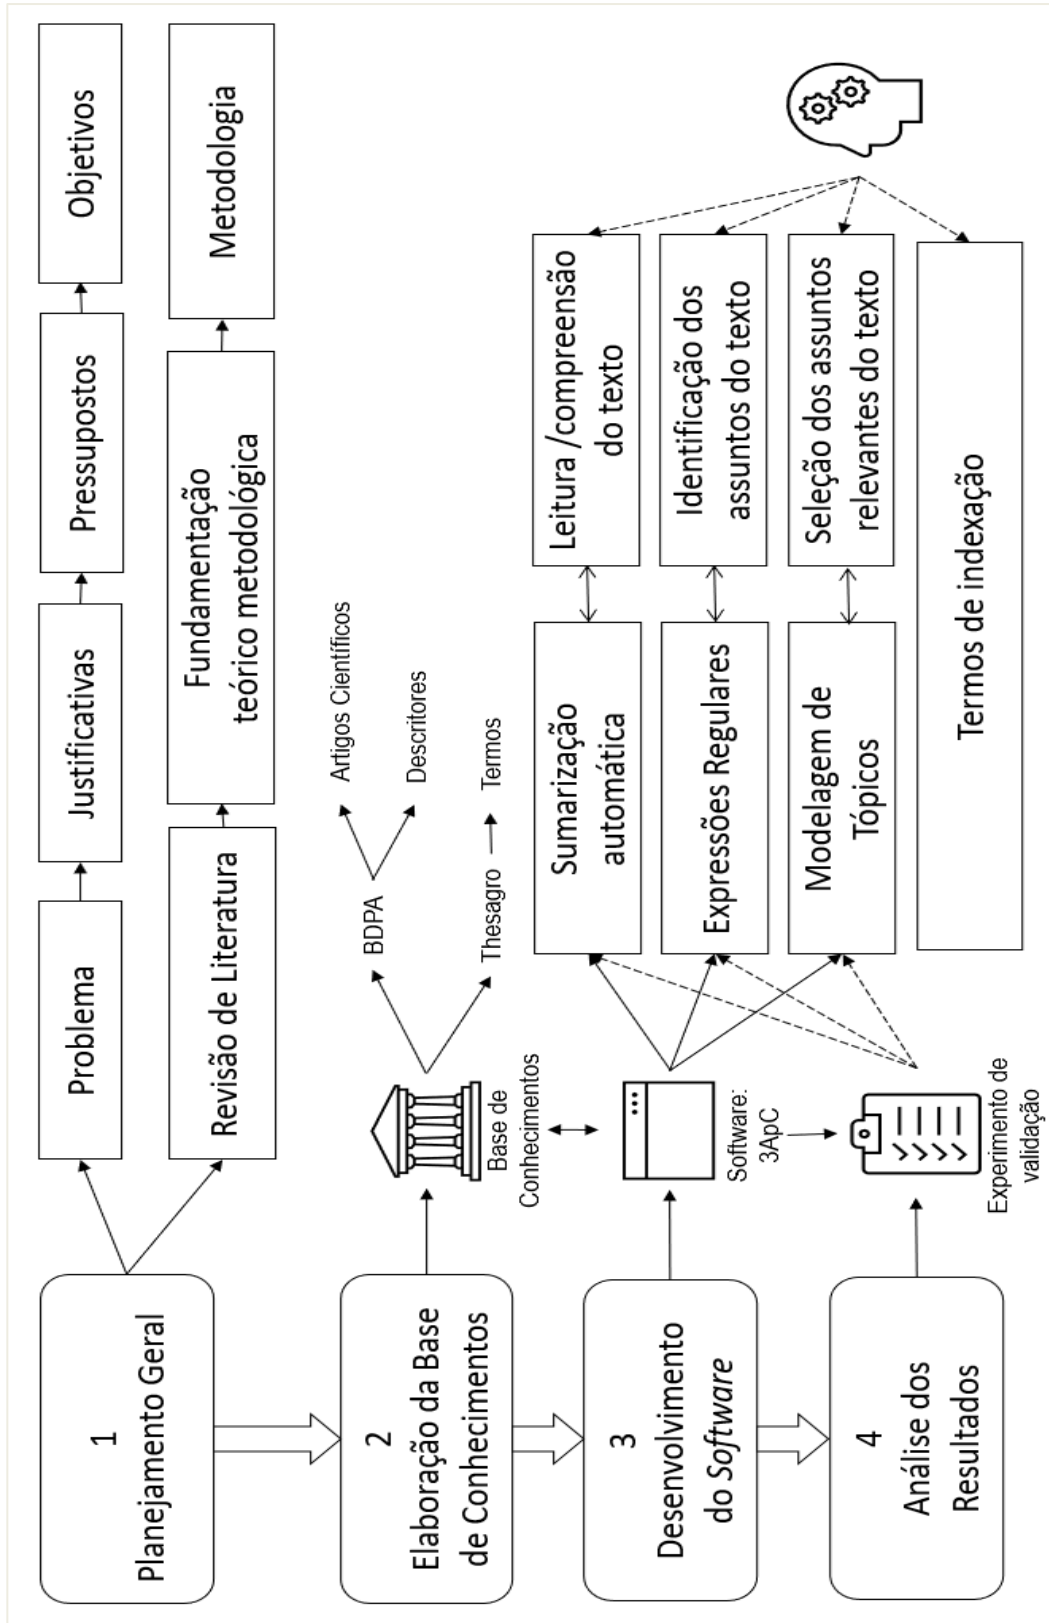 1
Planejamento Geral
Problema
Justificativas
Pressupostos
Objetivos
Revisão de Literatura
Fundamentação
teórico metodológica
Metodologia
2
Elaboração da Base
de Conhecimentos
Base de
Conhecimentos
BDPA
Artigos Científicos
Descritores
Thesagro
Termos
3
Desenvolvimento
do Software
Software:
3ApC
Sumarização
automática
Leitura /compreensão
do texto
Expressões Regulares
Identificação dos
assuntos do texto
Modelagem de
Tópicos
Seleção dos assuntos
relevantes do texto
4
Análise dos
Resultados
Experimento de
validação
Termos de indexação